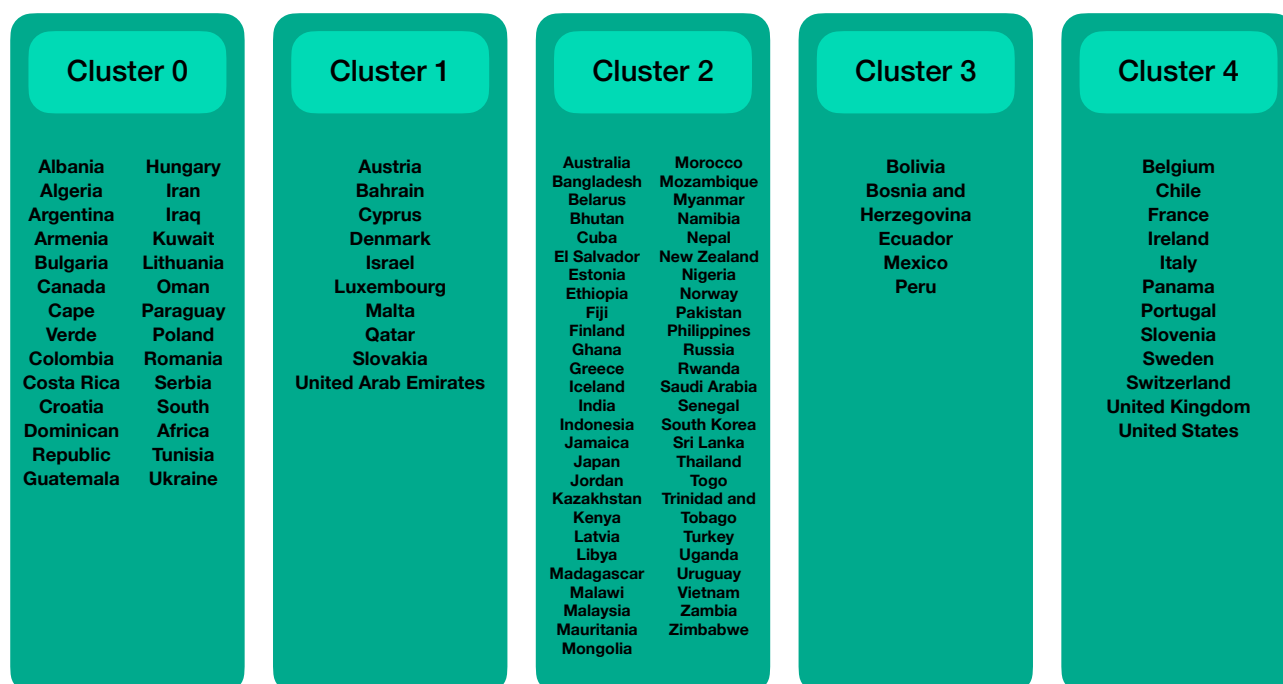 Cluster 0
Albania
Algeria
Argentina
Armenia
Bulgaria
Canada
Cape
Verde
Colombia
Costa Rica
Croatia
Dominican
Republic
Guatemala
Hungary
Iran
Iraq
Kuwait
Lithuania
Oman
Paraguay
Poland
Romania
Serbia
South
Africa
Tunisia
Ukraine
Cluster 1
Austria
Bahrain
Cyprus
Denmark
Israel
Luxembourg
Malta
Qatar
Slovakia
United Arab Emirates
Cluster 2
Australia
Bangladesh
Belarus
Bhutan
Cuba
El Salvador
Estonia
Ethiopia
Fiji
Finland
Ghana
Greece
Iceland
India
Indonesia
Jamaica
Japan
Jordan
Kazakhstan
Kenya
Latvia
Libya
Madagascar
Malawi
Malaysia
Mauritania
Mongolia
Morocco
Mozambique
Myanmar
Namibia
Nepal
New Zealand
Nigeria
Norway
Pakistan
Philippines
Russia
Rwanda
Saudi Arabia
Senegal
South Korea
Sri Lanka
Thailand
Togo
Trinidad and
Tobago
Turkey
Uganda
Uruguay
Vietnam
Zambia
Zimbabwe
Cluster 3
Bolivia
Bosnia and
Herzegovina
Ecuador
Mexico
Peru
Cluster 4
Belgium
Chile
France
Ireland
Italy
Panama
Portugal
Slovenia
Sweden
Switzerland
United Kingdom
United States